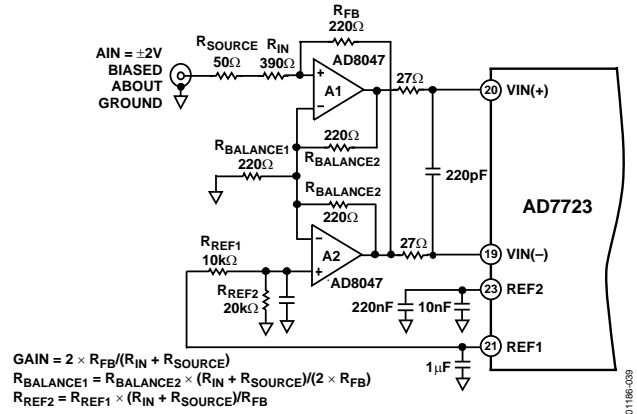 AIN = ±2V
BIASED
ABOUT
GROUND
RSOURCE
50Ω
RIN
390Ω
RFB
220Ω
AD8047
+
A1
–
27Ω
20
VIN(+)
RBALANCE1
220Ω
220Ω
RBALANCE2
RBALANCE2
220Ω
220pF
AD7723
–
A2
+
AD8047
27Ω
19
VIN(–)
RREF1
10kΩ
RREF2
20kΩ
220nF
10nF
23
REF2
21
REF1
1µF
GAIN = 2 × RFB/(RIN + RSOURCE)
RBALANCE1 = RBALANCE2 × (RIN + RSOURCE)/(2 × RFB)
RREF2 = RREF1 × (RIN + RSOURCE)/RFB
01186-039